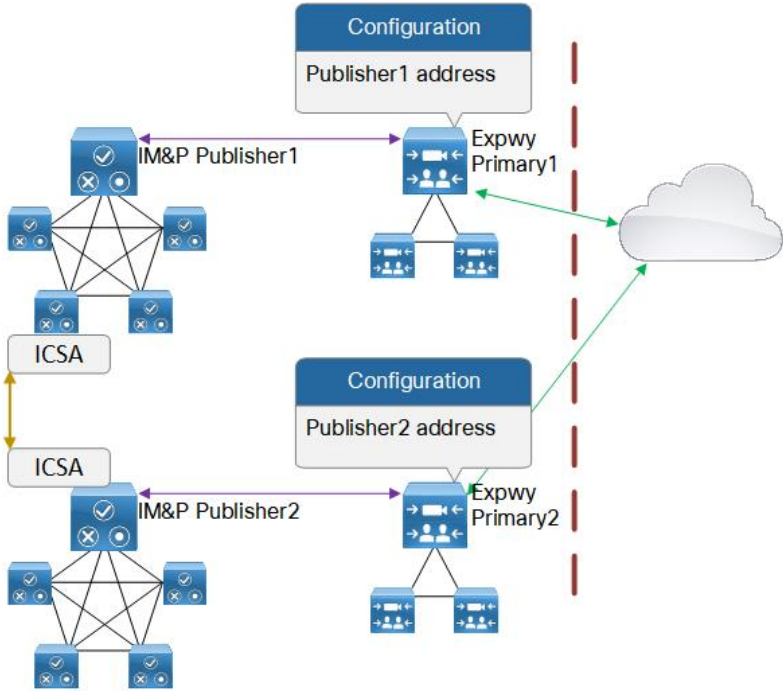 Configuration
Publisher1 address
IM&P Publisher1
Expwy
Primary1
ICSA
Configuration
Publisher2 address
ICSA
IM&P Publisher2
Expwy
Primary2